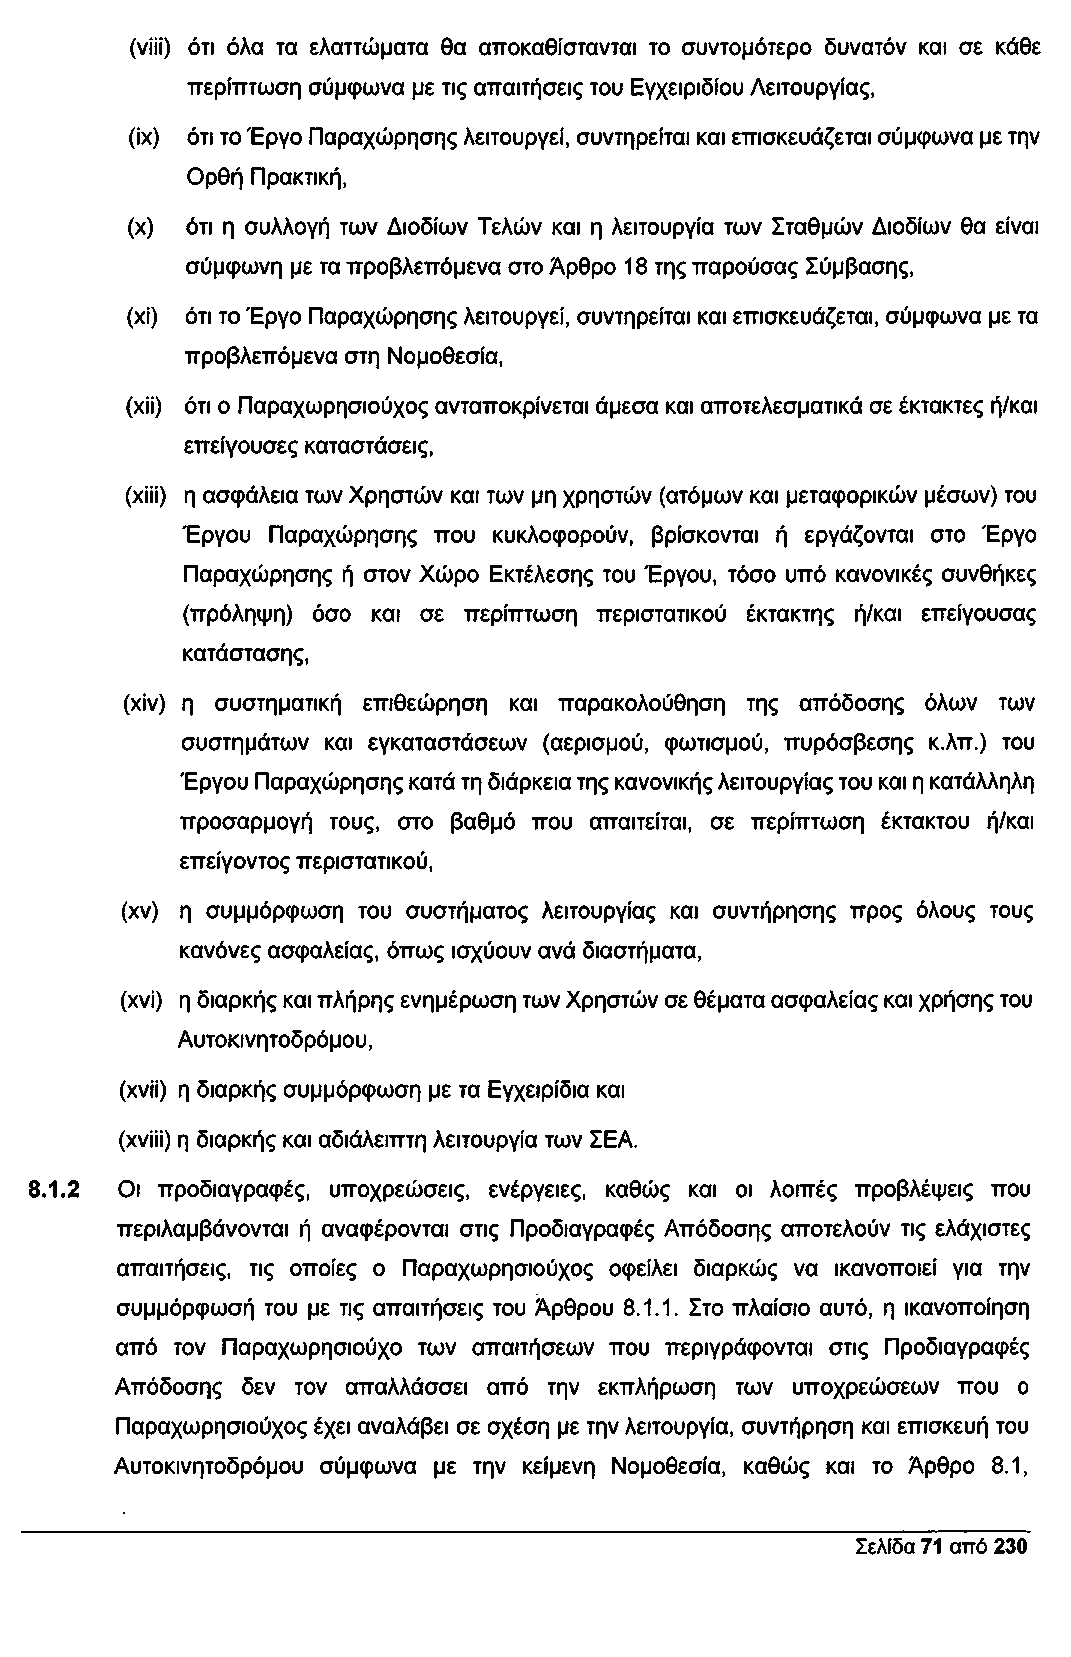 (viii) ότι όλα τα ελαττώματα θα αποκαθίστανται το συντομότερο δυνατόν και σε κάθε
περίπτωση σύμφωνα με τις απαιτήσεις του Εγχειριδίου Λειτουργίας,
(ix) ότι το Έργο Παραχώρησης λειτουργεί, συντηρείται και επισκευάζεται σύμφωνα με την
Ορθή Πρακτική,
(x) ότι η συλλογή των Διοδίων Τελών και η λειτουργία των Σταθμών Διοδίων θα είναι
σύμφωνη με τα προβλεπόμενα στο Άρθρο 18 της παρούσας Σύμβασης,
(xi) ότι το Έργο Παραχώρησης λειτουργεί, συντηρείται και επισκευάζεται, σύμφωνα με τα
προβλεπόμενα στη Νομοθεσία,
(xii) ότι ο Παραχωρησιούχος ανταποκρίνεται άμεσα και αποτελεσματικά σε έκτακτες ή/και
επείγουσες καταστάσεις,
(xiii) η ασφάλεια των Χρηστών και των μη χρηστών (ατόμων και μεταφορικών μέσων) του
Έργου Παραχώρησης που κυκλοφορούν, βρίσκονται ή εργάζονται στο Έργο
Παραχώρησης ή στον Χώρο Εκτέλεσης του Έργου, τόσο υπό κανονικές συνθήκες
(πρόληψη) όσο και σε περίπτωση περιστατικού έκτακτης ή/και επείγουσας
κατάστασης,
(xiv) η συστηματική επιθεώρηση και παρακολούθηση της απόδοσης όλων των
συστημάτων και εγκαταστάσεων (αερισμού, φωτισμού, πυρόσβεσης κ.λπ.) του
Έργου Παραχώρησης κατά τη διάρκεια της κανονικής λειτουργίας του και η κατάλληλη
προσαρμογή τους, στο βαθμό που απαιτείται, σε περίπτωση έκτακτου ή/και
επείγοντος περιστατικού,
(xv) η συμμόρφωση του συστήματος λειτουργίας και συντήρησης προς όλους τους
κανόνες ασφαλείας, όπως ισχύουν ανά διαστήματα,
(xvi) η διαρκής και πλήρης ενημέρωση των Χρηστών σε θέματα ασφαλείας και χρήσης του
Αυτοκινητοδρόμου,
(xvii) η διαρκής συμμόρφωση με τα Εγχειρίδια και
(xviii) η διαρκής και αδιάλειπτη λειτουργία των ΣΕΑ.
8.1.2 Οι προδιαγραφές, υποχρεώσεις, ενέργειες, καθώς και οι λοιπές προβλέψεις που
περιλαμβάνονται ή αναφέρονται στις Προδιαγραφές Απόδοσης αποτελούν τις ελάχιστες
απαιτήσεις, τις οποίες ο Παραχωρησιούχος οφείλει διαρκώς να ικανοποιεί για την
συμμόρφωσή του με τις απαιτήσεις του Άρθρου 8.1.1. Στο πλαίσιο αυτό, η ικανοποίηση
από τον Παραχωρησιούχο των απαιτήσεων που περιγράφονται στις Προδιαγραφές
Απόδοσης δεν τον απαλλάσσει από την εκπλήρωση των υποχρεώσεων που ο
Παραχωρησιούχος έχει αναλάβει σε σχέση με την λειτουργία, συντήρηση και επισκευή του
Αυτοκινητοδρόμου σύμφωνα με την κείμενη Νομοθεσία, καθώς και το Άρθρο 8.1,
Σελίδα 71 από 230